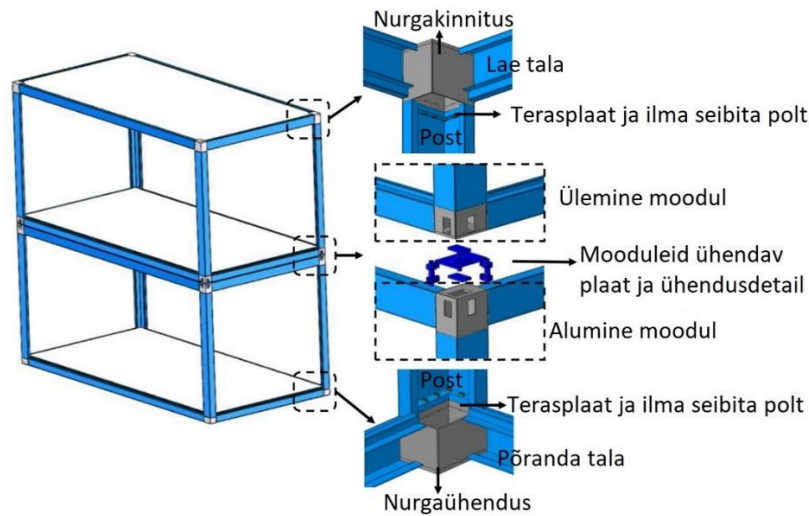 Nurgakinnitus
Lae tala
Terasplaat ja ilma seibita polt
Post
Ülemine moodul
Mooduleid ühendav
plaat ja ühendusdetail
Alumine moodul
Post
Terasplaat ja ilma seibita polt
Põranda tala
Nurgaühendus